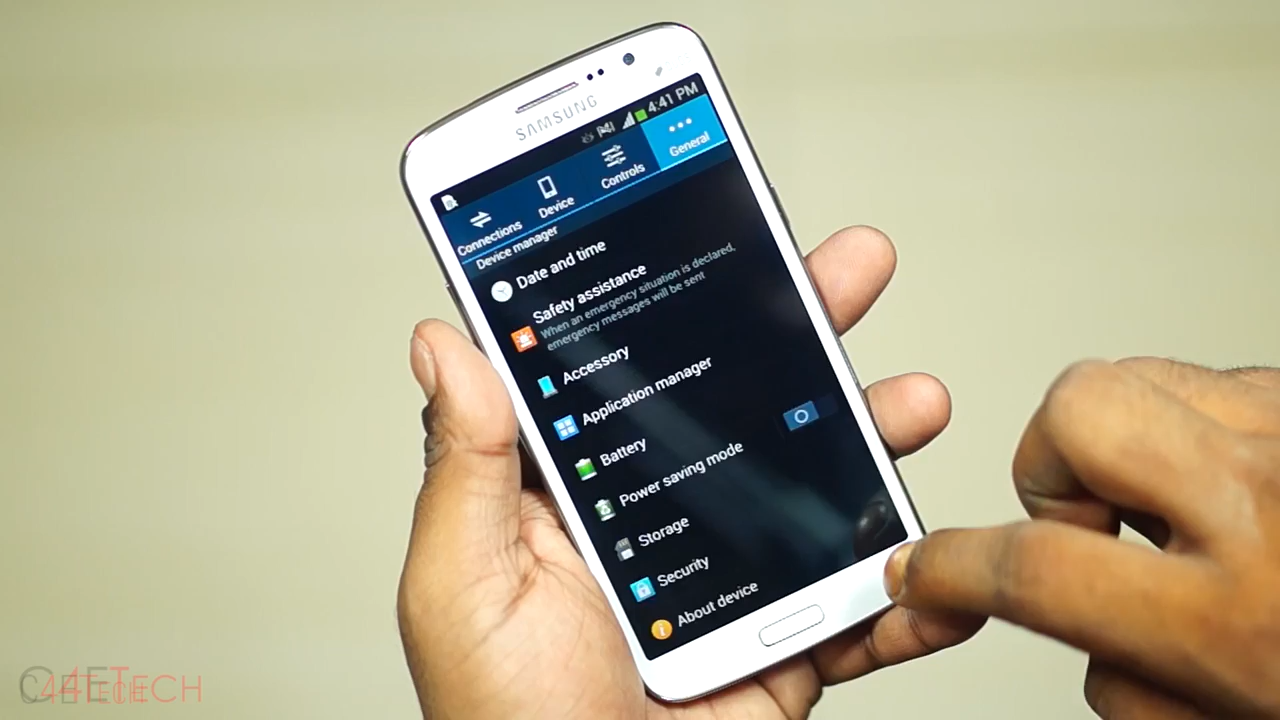 SAMSUNG
4:41 PM
Connections
Device
Controls
General
Device manager
Date and time
Safety assistance
When an emergency situation is declared,
emergency messages will be sent
Accessory
Application manager
Battery
Power saving mode
Storage
Security
About device